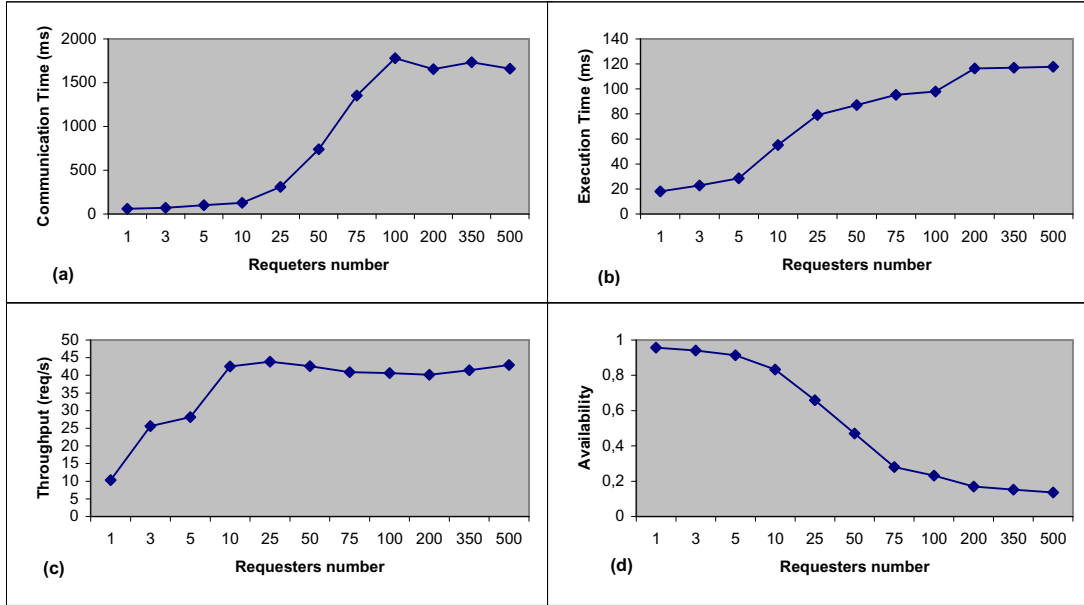 Communication Time (ms)
2000
1500
1000
500
0
1 3 5 10 25 50 75 100 200 350 500
(a)
Requeters number
Execution Time (ms)
140
120
100
80
60
40
20
0
1 3 5 10 25 50 75 100 200 350 500
(b)
Requesters number
Throughput (req/s)
50
45
40
35
30
25
20
15
10
5
0
1 3 5 10 25 50 75 100 200 350 500
(c)
Requesters number
Availability
1
0,8
0,6
0,4
0,2
0
1 3 5 10 25 50 75 100 200 350 500
(d)
Requesters number